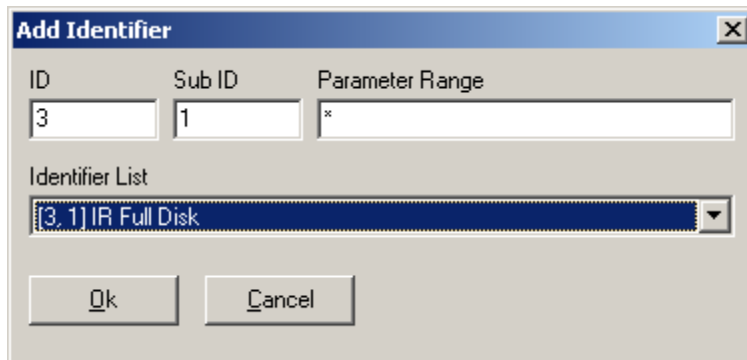 Add Identifier
ID Sub ID Parameter Range
3 1 *
Identifier List
[3, 1] IR Full Disk
Ok Cancel